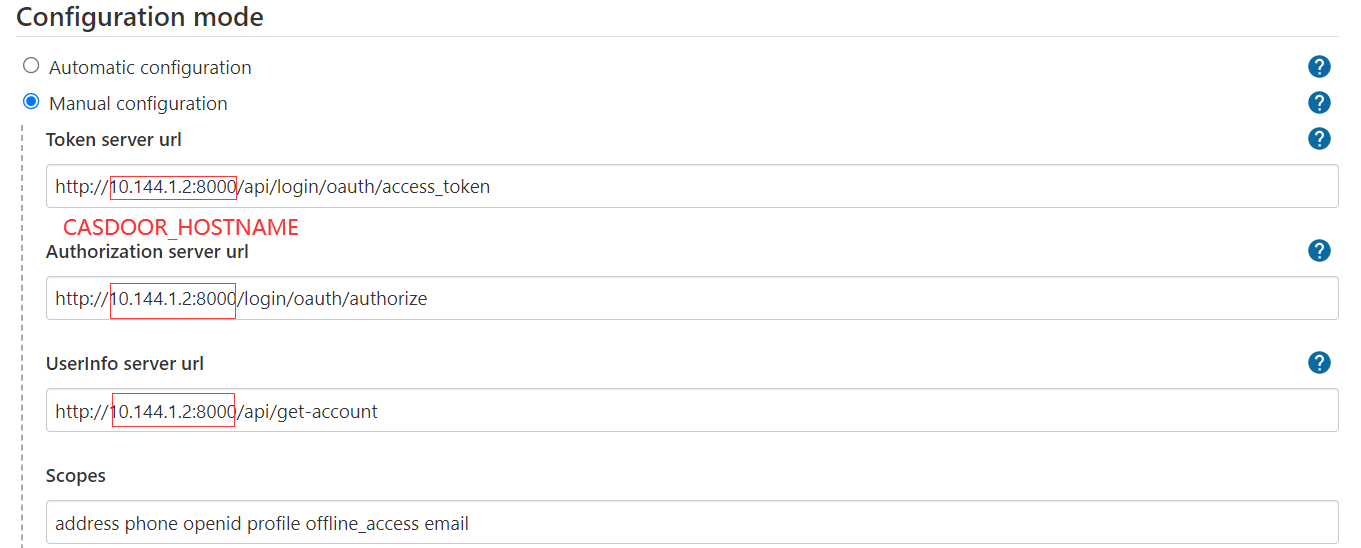 Configuration mode
Automatic configuration ?
Manual configuration ?
Token server url ?
http://10.144.1.2:8000/api/login/oauth/access_token
CASDOOR_HOSTNAME
Authorization server url ?
http://10.144.1.2:8000/login/oauth/authorize
UserInfo server url ?
http://10.144.1.2:8000/api/get-account
Scopes
address phone openid profile offline_access email